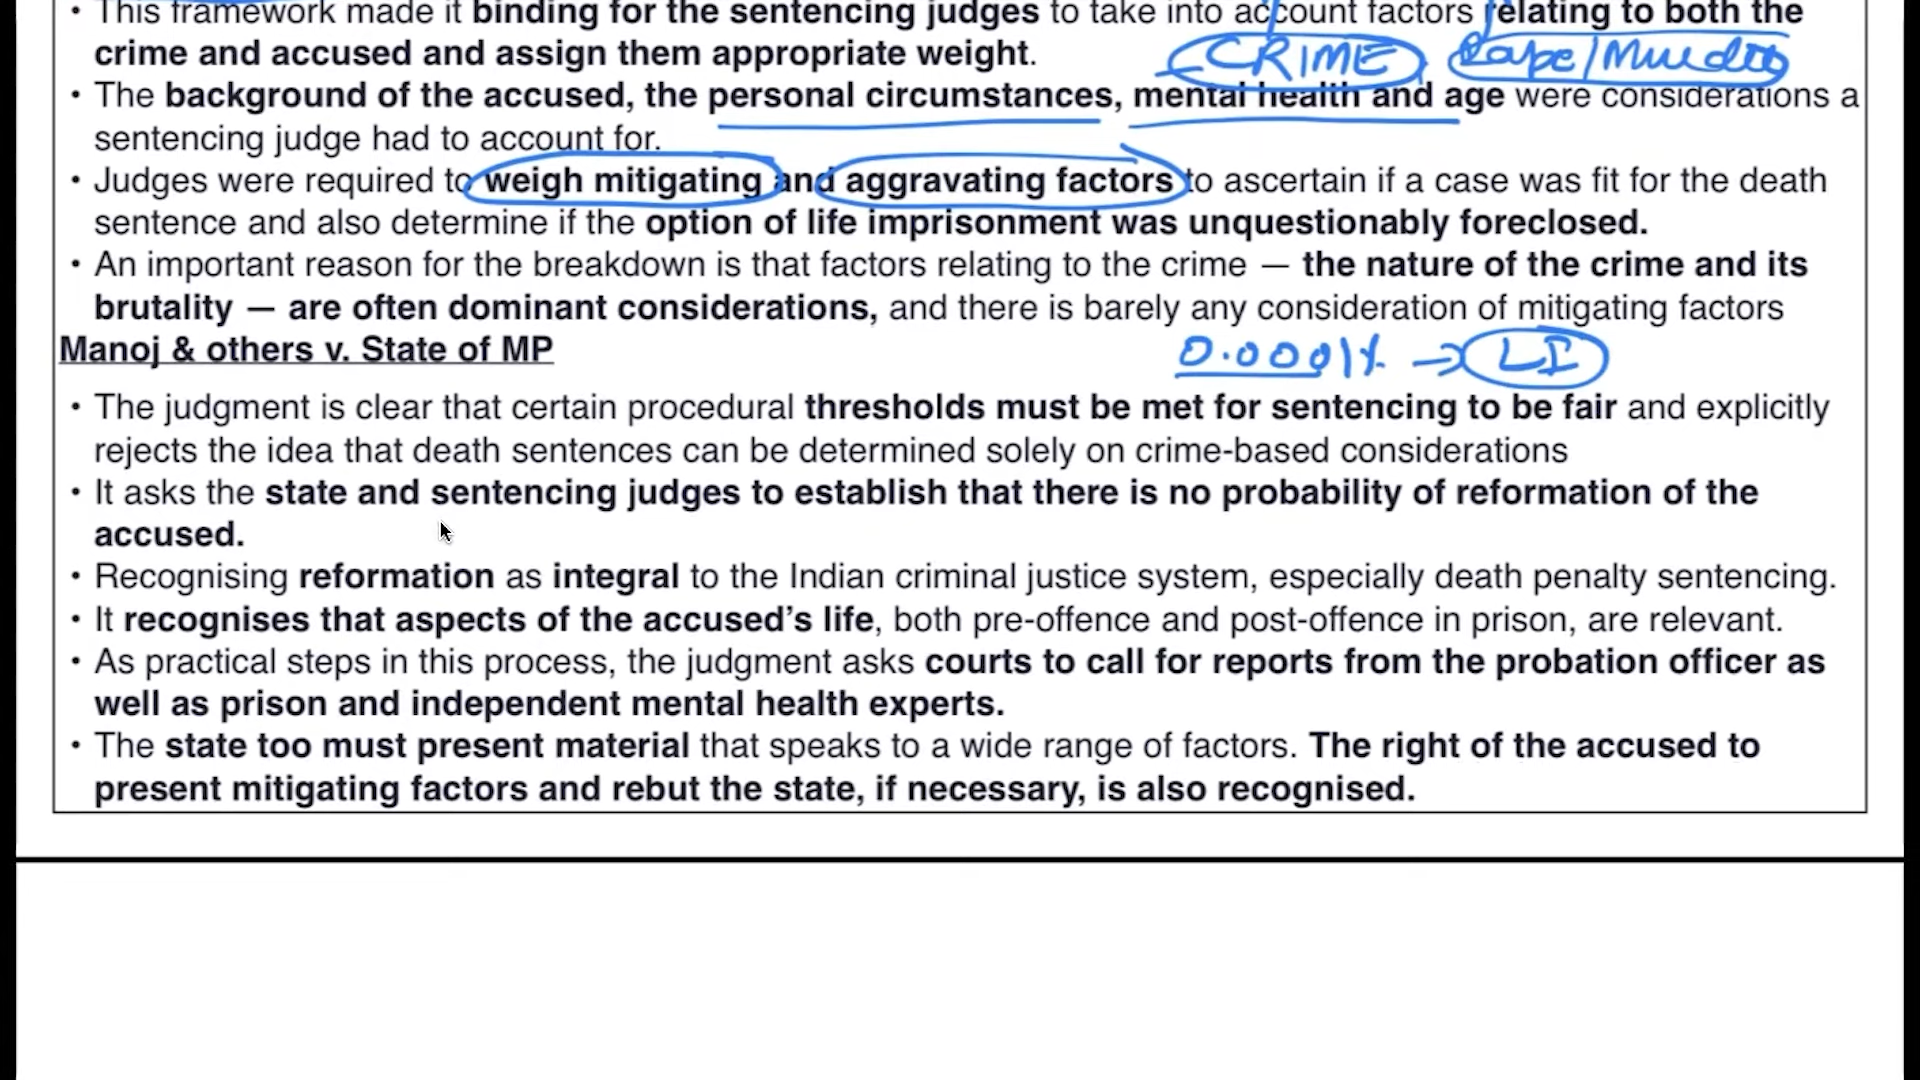 • This framework made it binding for the sentencing judges to take into account factors relating to both the
crime and accused and assign them appropriate weight.
CRIME Rape/Murder
• The background of the accused, the personal circumstances, mental health and age were considerations a
sentencing judge had to account for.
• Judges were required to weigh mitigating and aggravating factors to ascertain if a case was fit for the death
sentence and also determine if the option of life imprisonment was unquestionably foreclosed.
• An important reason for the breakdown is that factors relating to the crime — the nature of the crime and its
brutality — are often dominant considerations, and there is barely any consideration of mitigating factors
Manoj & others v. State of MP
0.0001% → LI
• The judgment is clear that certain procedural thresholds must be met for sentencing to be fair and explicitly
rejects the idea that death sentences can be determined solely on crime-based considerations
• It asks the state and sentencing judges to establish that there is no probability of reformation of the
accused.
• Recognising reformation as integral to the Indian criminal justice system, especially death penalty sentencing.
• It recognises that aspects of the accused’s life, both pre-offence and post-offence in prison, are relevant.
• As practical steps in this process, the judgment asks courts to call for reports from the probation officer as
well as prison and independent mental health experts.
• The state too must present material that speaks to a wide range of factors. The right of the accused to
present mitigating factors and rebut the state, if necessary, is also recognised.